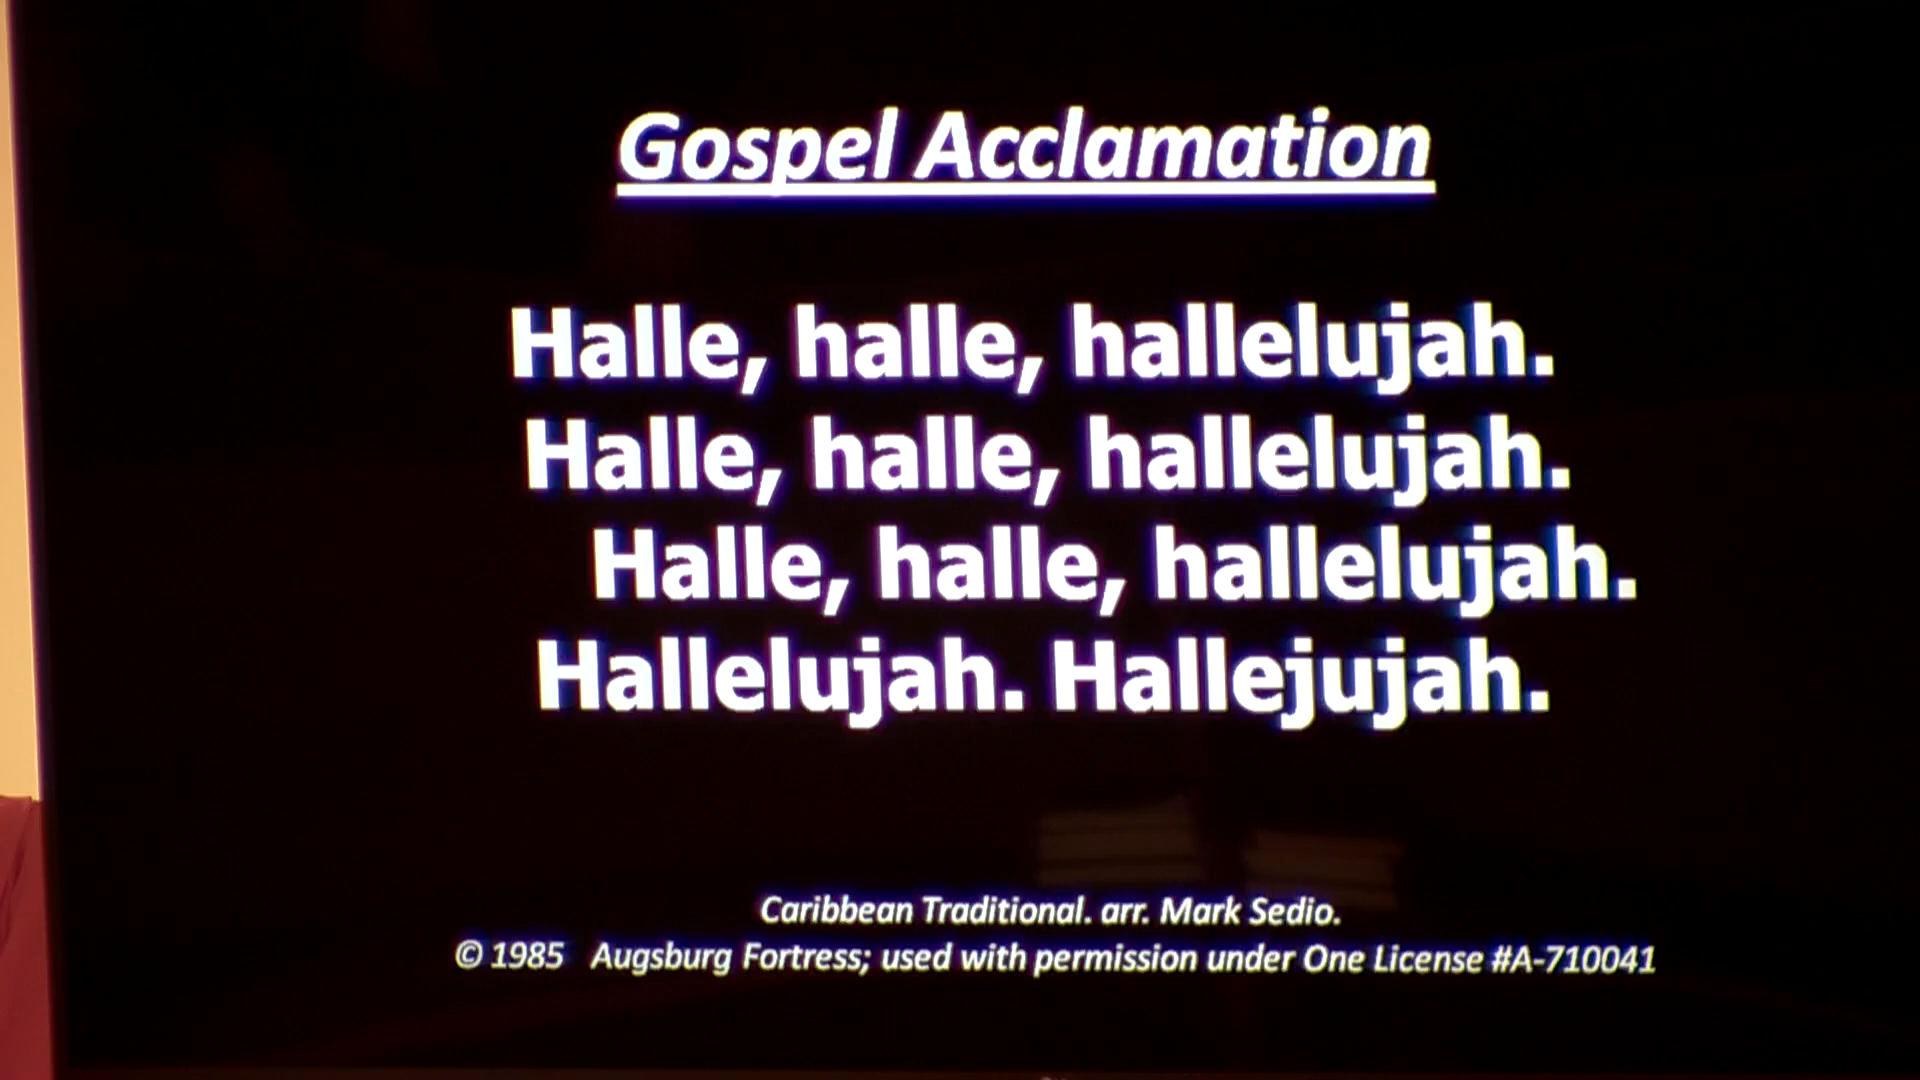 Gospel Acclamation
Halle, halle, hallelujah.
Halle, halle, hallelujah.
Halle, halle, hallelujah.
Hallelujah. Hallejujah.
Caribbean Traditional. arr. Mark Sedio.
© 1985 Augsburg Fortress; used with permission under One License #A-710041